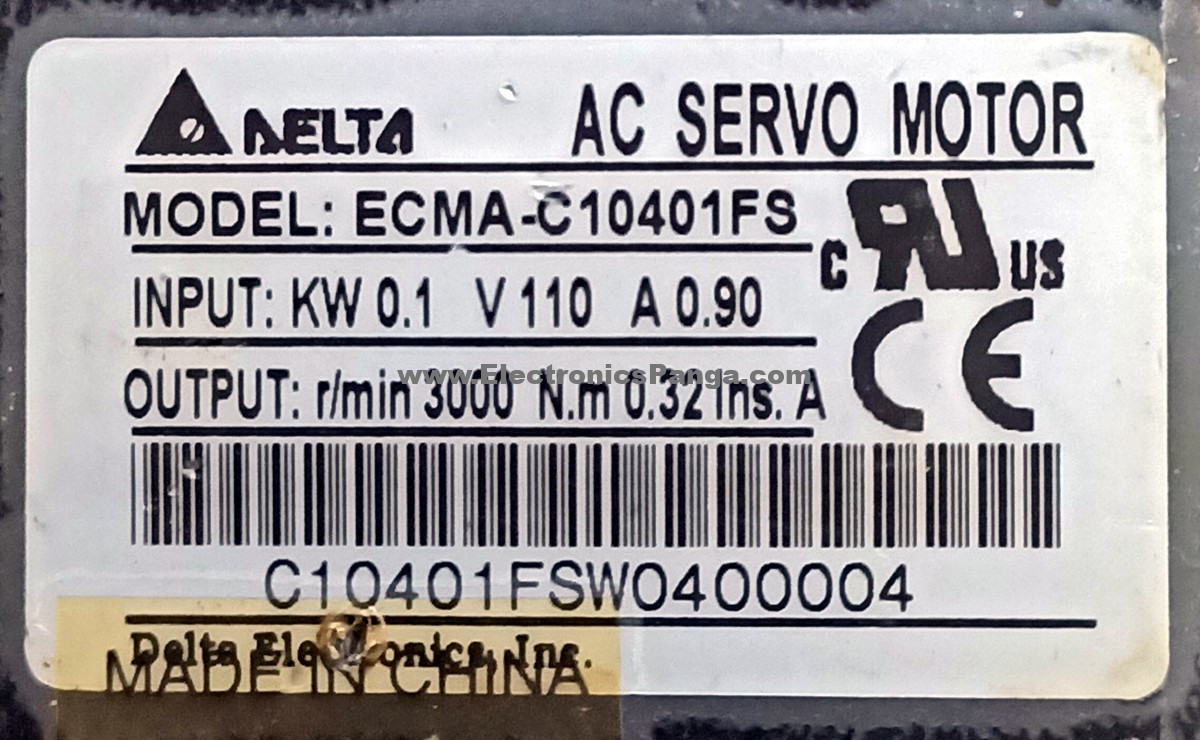 DELTA AC SERVO MOTOR
MODEL: ECMA-C10401FS
C RU US
INPUT: KW 0.1 V 110 A 0.90
CE
www.ElectronicsPanga.com
OUTPUT: r/min 3000 N.m 0.32 Ins. A
C10401FSW0400004
Delta Electronics, Inc.
MADE IN CHINA